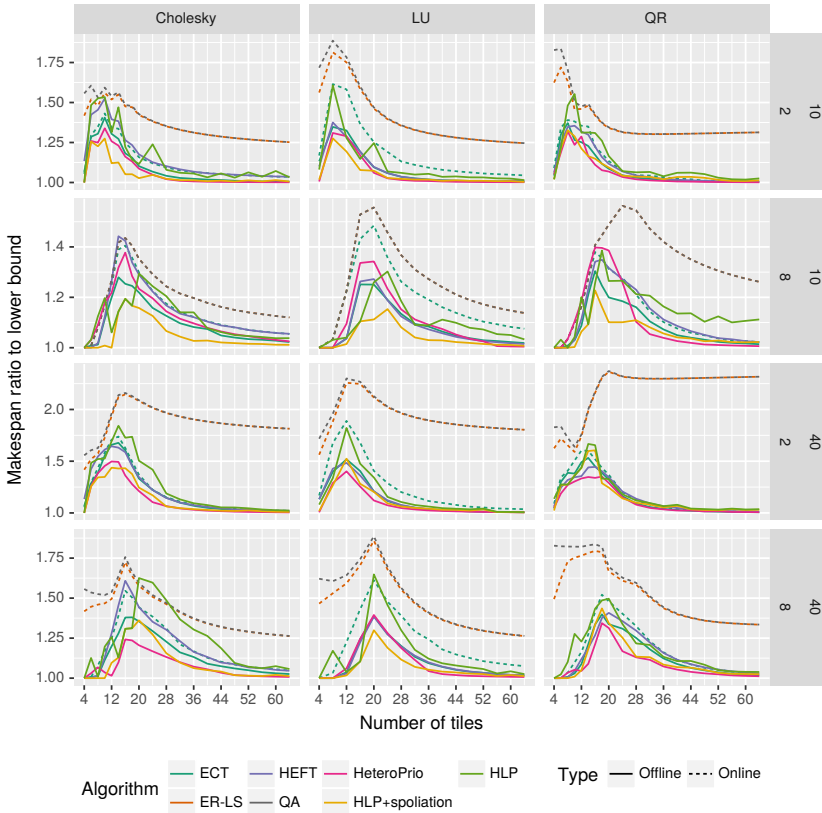 Cholesky LU QR
1.75
1.50
1.25
1.00
2
10
1.4
1.2
1.0
8
10
2.0
1.5
1.0
2
40
1.75
1.50
1.25
1.00
8
40
Makespan ratio to lower bound
4 12 20 28 36 44 52 60 4 12 20 28 36 44 52 60 4 12 20 28 36 44 52 60
Number of tiles
Algorithm
ECT HEFT HeteroPrio HLP
ER-LS QA HLP+spoliation
Type Offline Online